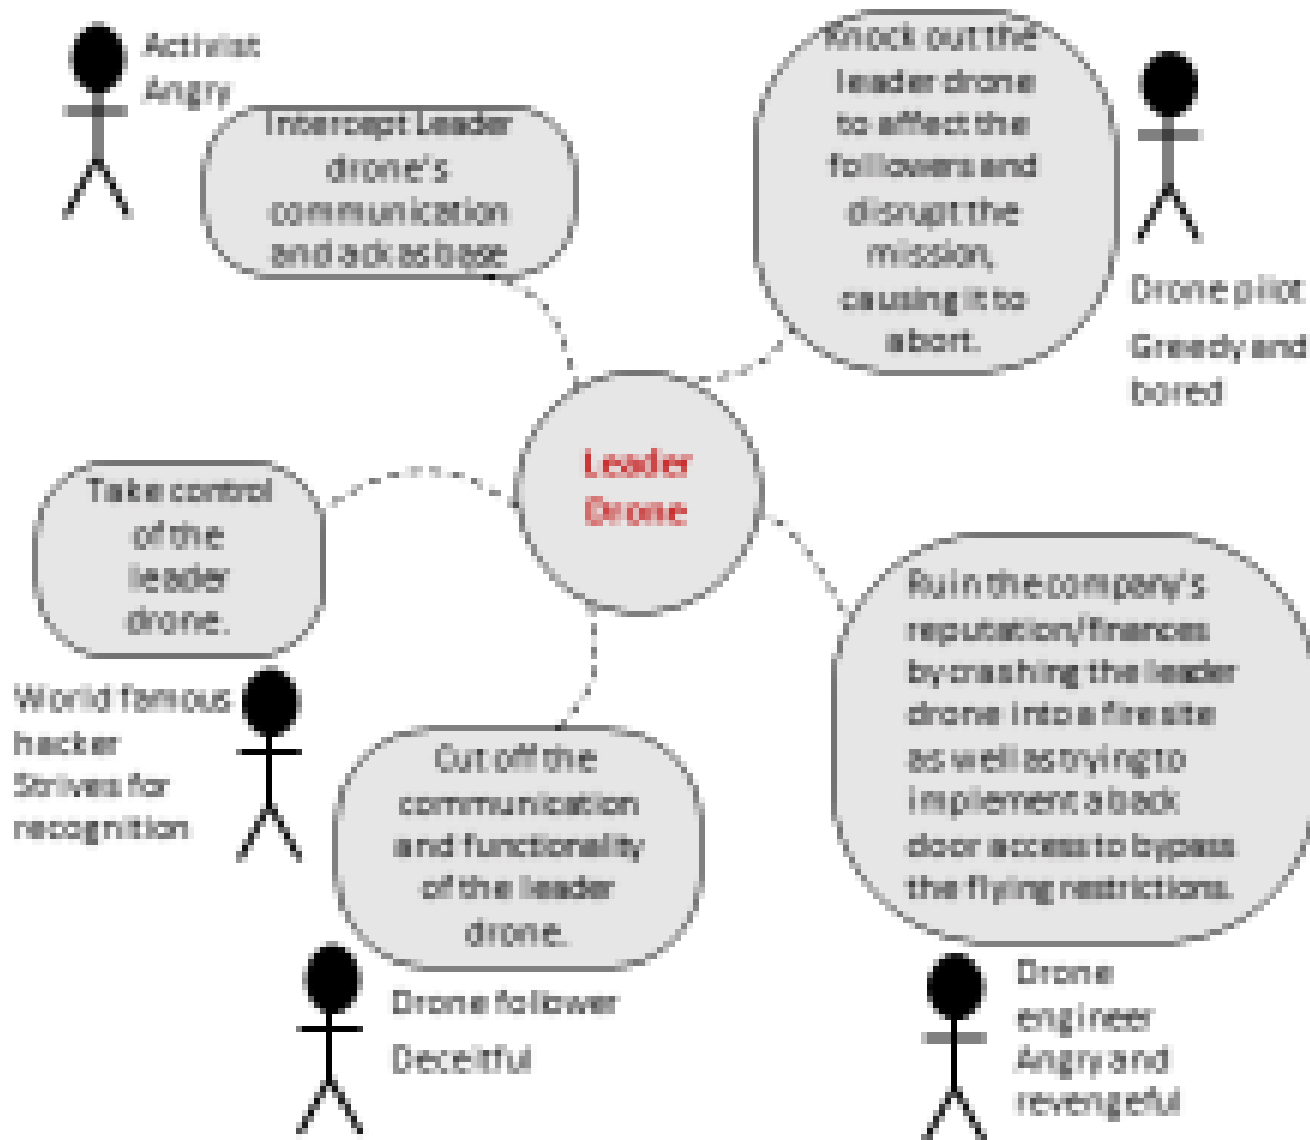 Activist
Angry
Intercept Leader
drone's
communication
and ack as base
Knock out the
leader drone
to affect the
followers and
disrupt the
mission,
causing it to
abort.
Drone pilot
Greedy and
bored
Leader
Drone
Take control
of the
leader
drone.
World famous
hacker
Strives for
recognition
Cut off the
communication
and functionality
of the leader
drone.
Drone follower
Deceitful
Ruin the company's
reputation/finances
by crashing the leader
drone into a fire site
as well as trying to
implement a back
door access to bypass
the flying restrictions.
Drone
engineer
Angry and
revengeful